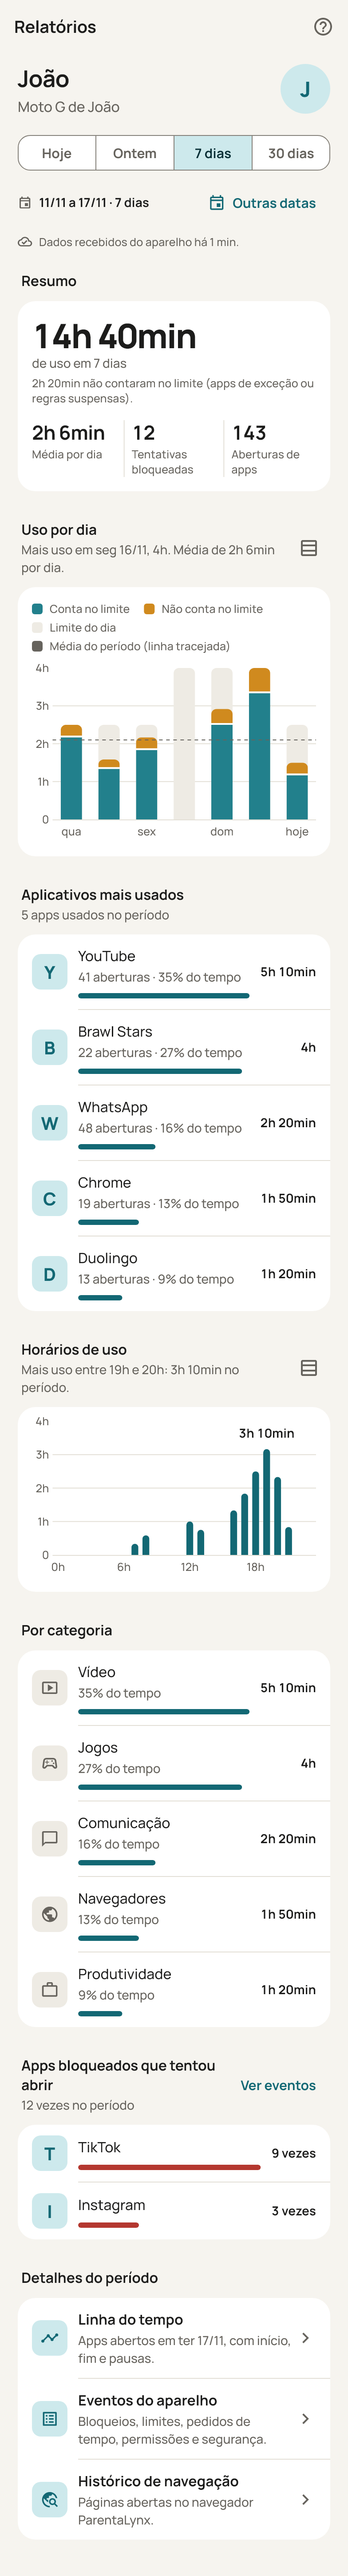 Relatórios
João
J
Moto G de João
Hoje
Ontem
7 dias
30 dias
11/11 a 17/11 · 7 dias
Outras datas
Dados recebidos do aparelho há 1 min.
Resumo
14h 40min
de uso em 7 dias
2h 20min não contaram no limite (apps de exceção ou
regras suspensas).
2h 6min
12
143
Média por dia
Tentativas
bloqueadas
Aberturas de
apps
Uso por dia
Mais uso em seg 16/11, 4h. Média de 2h 6min
por dia.
Conta no limite
Não conta no limite
Limite do dia
Média do período (linha tracejada)
4h
3h
2h
1h
0
qua
sex
dom
hoje
Aplicativos mais usados
5 apps usados no período
Y
YouTube
41 aberturas · 35% do tempo
5h 10min
B
Brawl Stars
22 aberturas · 27% do tempo
4h
W
WhatsApp
48 aberturas · 16% do tempo
2h 20min
C
Chrome
19 aberturas · 13% do tempo
1h 50min
D
Duolingo
13 aberturas · 9% do tempo
1h 20min
Horários de uso
Mais uso entre 19h e 20h: 3h 10min no
período.
4h
3h 10min
3h
2h
1h
0
0h
6h
12h
18h
Por categoria
Vídeo
35% do tempo
5h 10min
Jogos
27% do tempo
4h
Comunicação
16% do tempo
2h 20min
Navegadores
13% do tempo
1h 50min
Produtividade
9% do tempo
1h 20min
Apps bloqueados que tentou
abrir
Ver eventos
12 vezes no período
T
TikTok
9 vezes
I
Instagram
3 vezes
Detalhes do período
Linha do tempo
Apps abertos em ter 17/11, com início,
fim e pausas.
Eventos do aparelho
Bloqueios, limites, pedidos de
tempo, permissões e segurança.
Histórico de navegação
Páginas abertas no navegador
ParentaLynx.